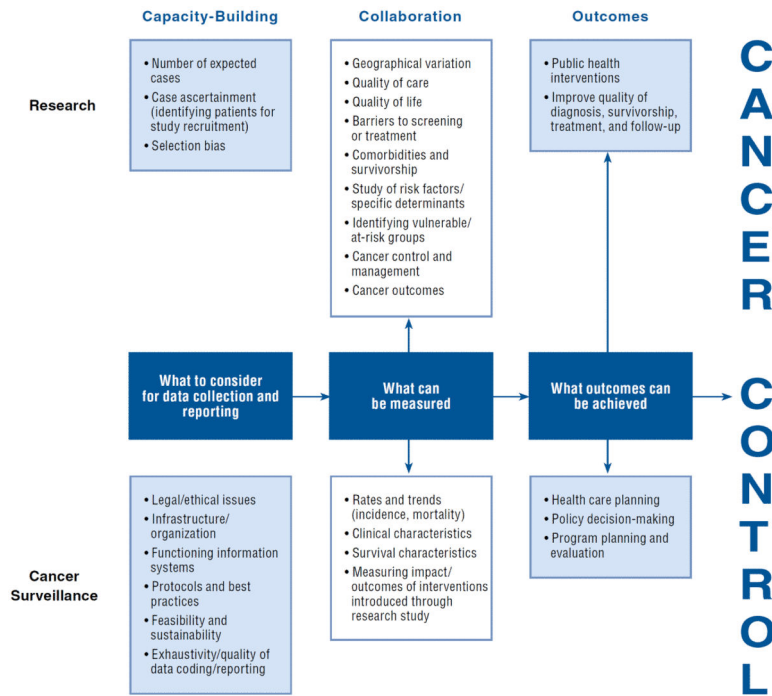 Capacity-Building
Collaboration
Outcomes
Research
• Number of expected
cases
• Case ascertainment
(identifying patients for
study recruitment)
• Selection bias
• Geographical variation
• Quality of care
• Quality of life
• Barriers to screening
or treatment
• Comorbidities and
survivorship
• Study of risk factors/
specific determinants
• Identifying vulnerable/
at-risk groups
• Cancer control and
management
• Cancer outcomes
• Public health
interventions
• Improve quality of
diagnosis, survivorship,
treatment, and follow-up
What to consider
for data collection and
reporting
What can
be measured
What outcomes can
be achieved
Cancer
Surveillance
• Legal/ethical issues
• Infrastructure/
organization
• Functioning information
systems
• Protocols and best
practices
• Feasibility and
sustainability
• Exhaustivity/quality of
data coding/reporting
• Rates and trends
(incidence, mortality)
• Clinical characteristics
• Survival characteristics
• Measuring impact/
outcomes of interventions
introduced through
research study
• Health care planning
• Policy decision-making
• Program planning and
evaluation
CANCER CONTROL